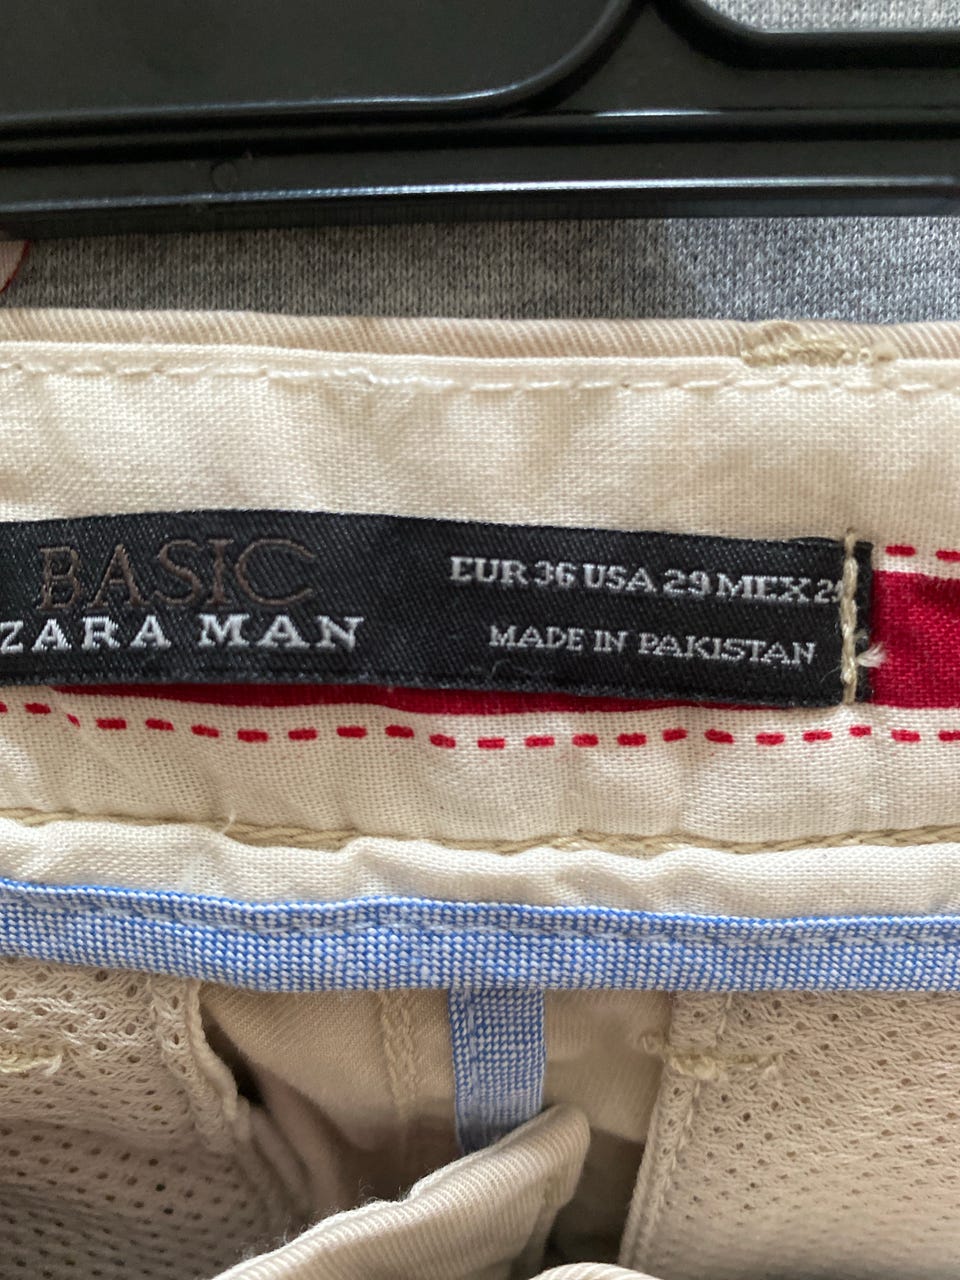 BASIC
ZARA MAN
EUR 36 USA 29 MEX
MADE IN PAKISTAN